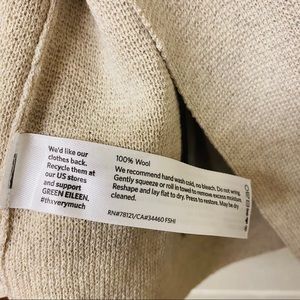 We'd like our
clothes back.
Recycle them at
our US stores
and support
GREEN EILEEN.
#thxverymuch
100% Wool
We recommend hand wash cold, no bleach. Do not wring.
Gently squeeze or roll in towel to remove excess moisture.
Reshape and lay flat to dry. Press to restore. May be dry
cleaned.
RN#78121/CA#34460 FSHI